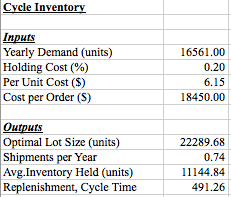 Cycle Inventory
Inputs
Yearly Demand (units) 16561.00
Holding Cost (%) 0.20
Per Unit Cost ($) 6.15
Cost per Order ($) 18450.00
Outputs
Optimal Lot Size (units) 22289.68
Shipments per Year 0.74
Avg.Inventory Held (units) 11144.84
Replenishment, Cycle Time 491.26